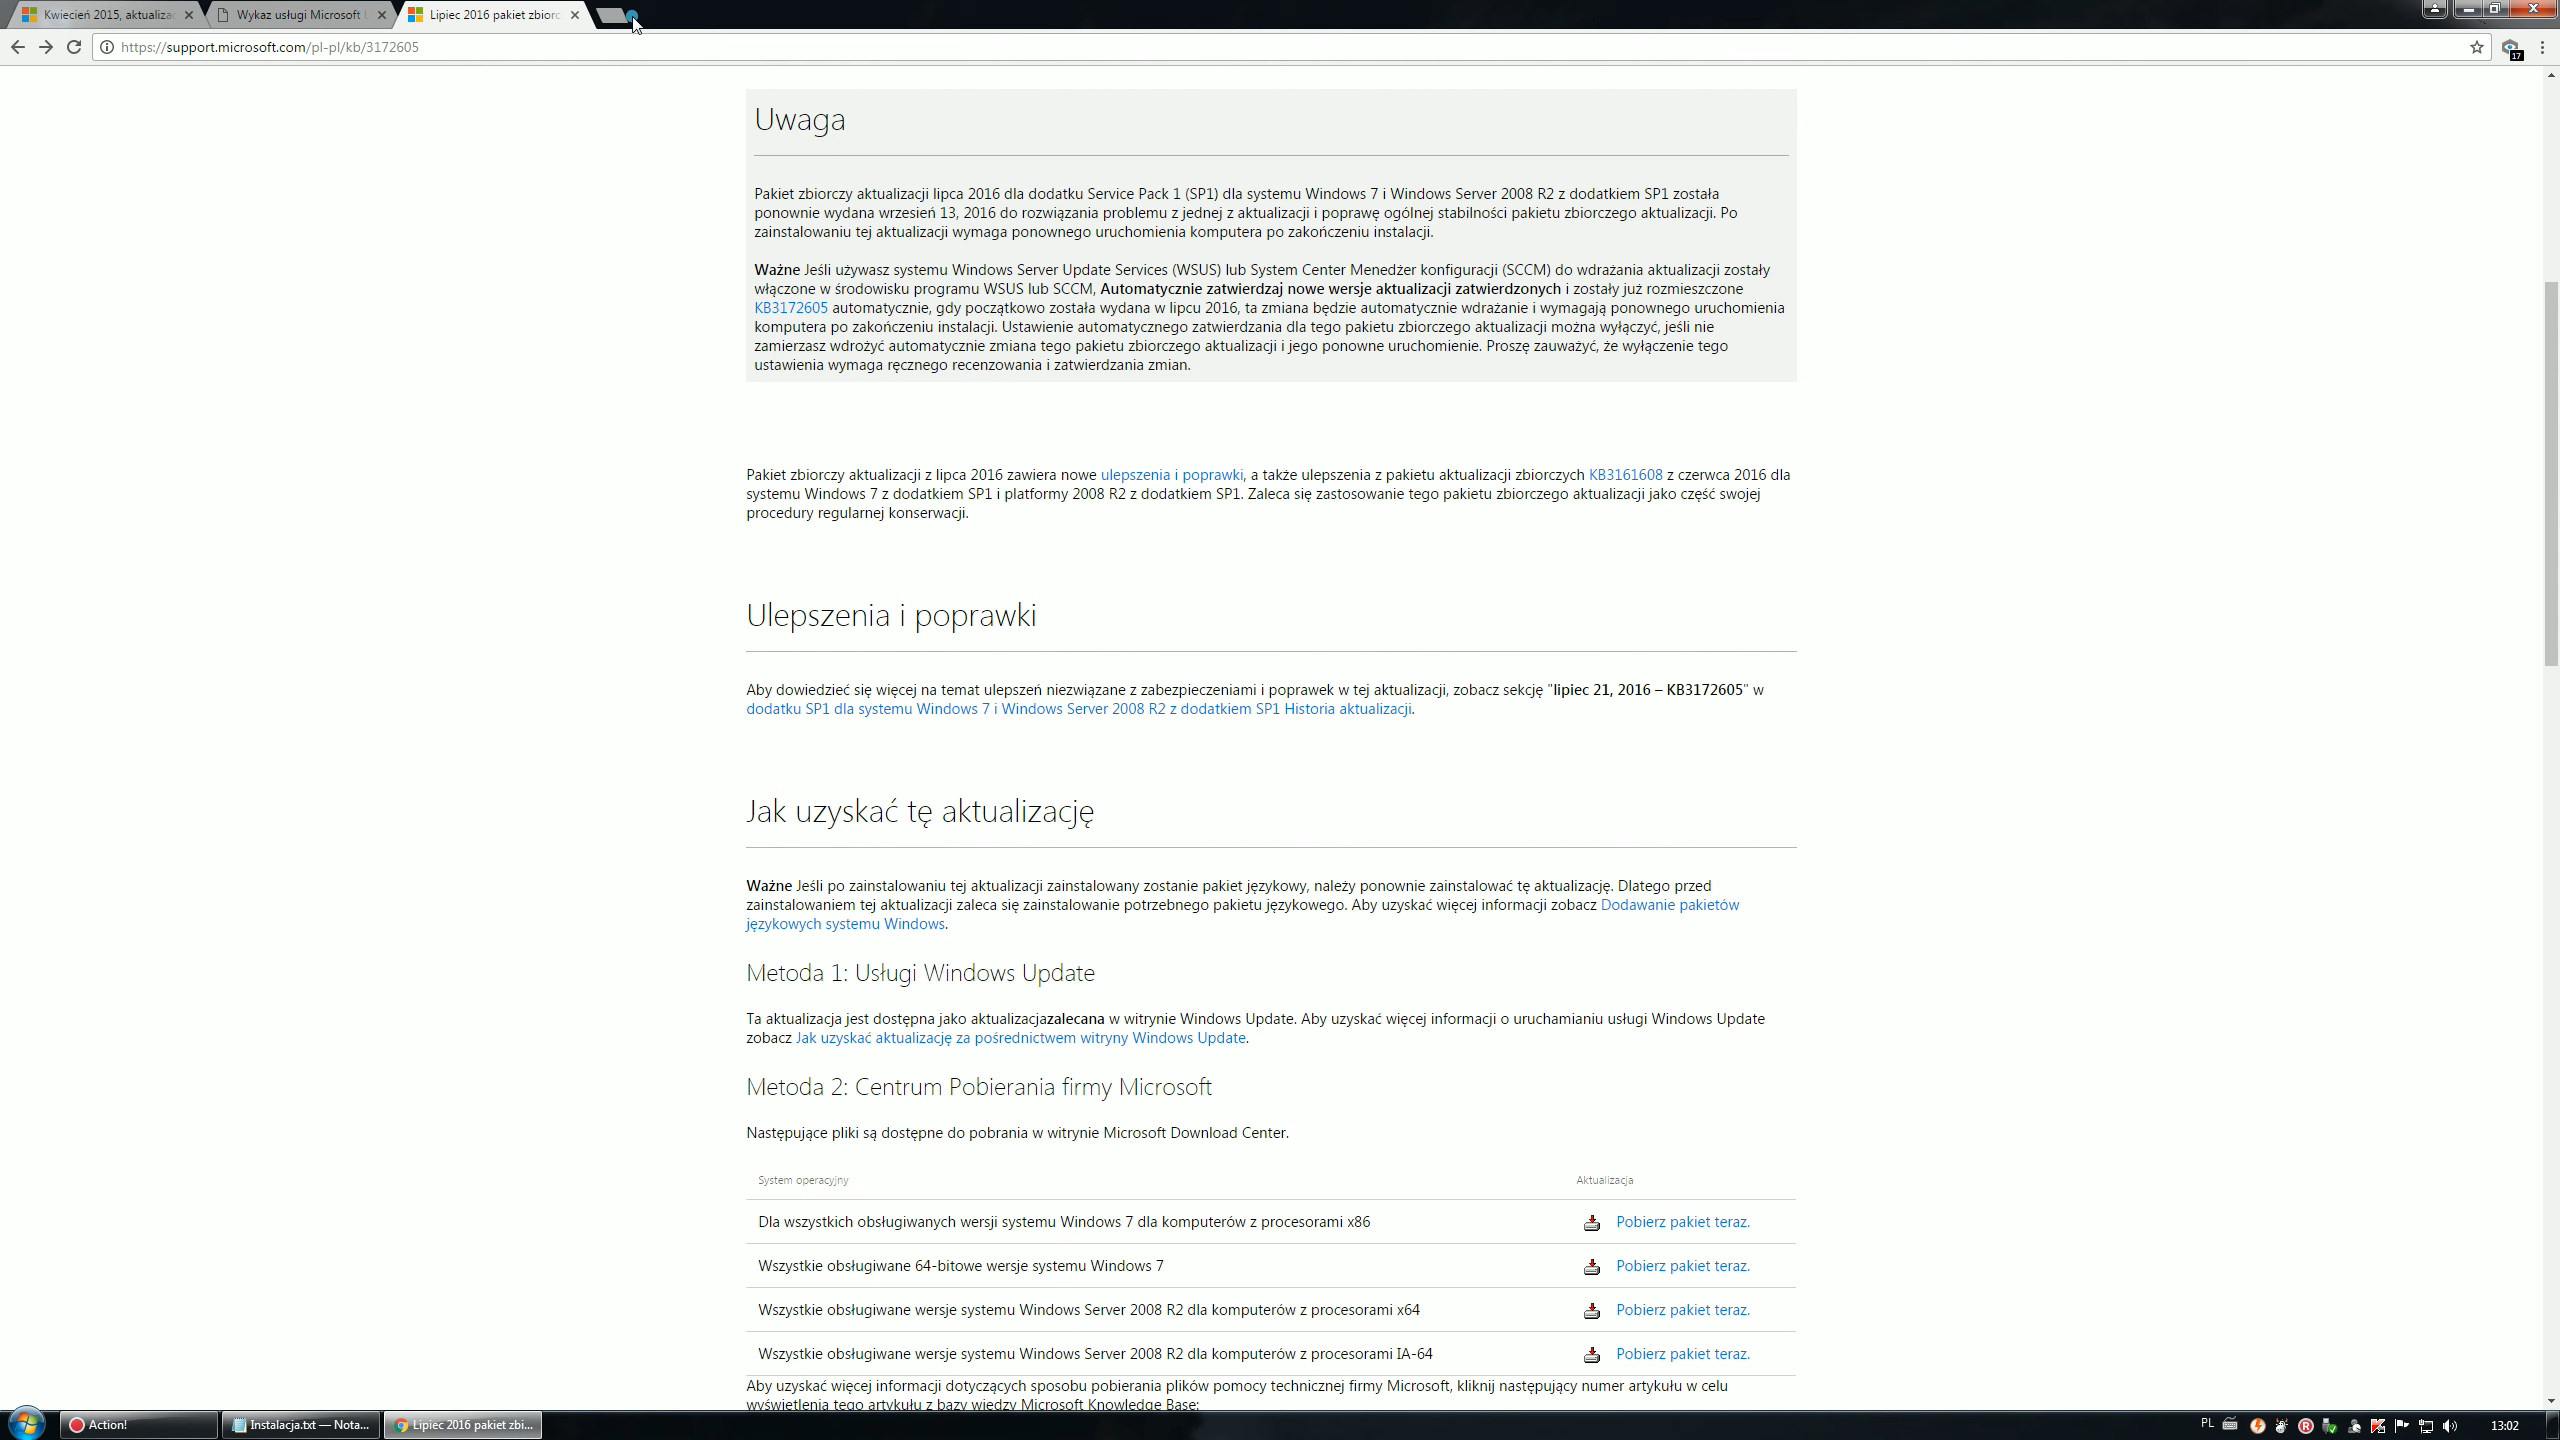 Kwiecień 2015, aktualizac
Wykaz usługi Microsoft U
Lipiec 2016 pakiet zbiorc
https://support.microsoft.com/pl-pl/kb/3172605
17
Uwaga
Pakiet zbiorczy aktualizacji lipca 2016 dla dodatku Service Pack 1 (SP1) dla systemu Windows 7 i Windows Server 2008 R2 z dodatkiem SP1 została
ponownie wydana wrzesień 13, 2016 do rozwiązania problemu z jednej z aktualizacji i poprawę ogólnej stabilności pakietu zbiorczego aktualizacji. Po
zainstalowaniu tej aktualizacji wymaga ponownego uruchomienia komputera po zakończeniu instalacji.
Ważne Jeśli używasz systemu Windows Server Update Services (WSUS) lub System Center Menedżer konfiguracji (SCCM) do wdrażania aktualizacji zostały
włączone w środowisku programu WSUS lub SCCM, Automatycznie zatwierdzaj nowe wersje aktualizacji zatwierdzonych i zostały już rozmieszczone
KB3172605 automatycznie, gdy początkowo została wydana w lipcu 2016, ta zmiana będzie automatycznie wdrażanie i wymagają ponownego uruchomienia
komputera po zakończeniu instalacji. Ustawienie automatycznego zatwierdzania dla tego pakietu zbiorczego aktualizacji można wyłączyć, jeśli nie
zamierzasz wdrożyć automatycznie zmiana tego pakietu zbiorczego aktualizacji i jego ponowne uruchomienie. Proszę zauważyć, że wyłączenie tego
ustawienia wymaga ręcznego recenzowania i zatwierdzania zmian.
Pakiet zbiorczy aktualizacji z lipca 2016 zawiera nowe ulepszenia i poprawki, a także ulepszenia z pakietu aktualizacji zbiorczych KB3161608 z czerwca 2016 dla
systemu Windows 7 z dodatkiem SP1 i platformy 2008 R2 z dodatkiem SP1. Zaleca się zastosowanie tego pakietu zbiorczego aktualizacji jako część swojej
procedury regularnej konserwacji.
Ulepszenia i poprawki
Aby dowiedzieć się więcej na temat ulepszeń niezwiązane z zabezpieczeniami i poprawek w tej aktualizacji, zobacz sekcję "lipiec 21, 2016 – KB3172605" w
dodatku SP1 dla systemu Windows 7 i Windows Server 2008 R2 z dodatkiem SP1 Historia aktualizacji.
Jak uzyskać tę aktualizację
Ważne Jeśli po zainstalowaniu tej aktualizacji zainstalowany zostanie pakiet językowy, należy ponownie zainstalować tę aktualizację. Dlatego przed
zainstalowaniem tej aktualizacji zaleca się zainstalowanie potrzebnego pakietu językowego. Aby uzyskać więcej informacji zobacz Dodawanie pakietów
językowych systemu Windows.
Metoda 1: Usługi Windows Update
Ta aktualizacja jest dostępna jako aktualizacjazalecana w witrynie Windows Update. Aby uzyskać więcej informacji o uruchamianiu usługi Windows Update
zobacz Jak uzyskać aktualizację za pośrednictwem witryny Windows Update.
Metoda 2: Centrum Pobierania firmy Microsoft
Następujące pliki są dostępne do pobrania w witrynie Microsoft Download Center.
System operacyjny Aktualizacja
Dla wszystkich obsługiwanych wersji systemu Windows 7 dla komputerów z procesorami x86 Pobierz pakiet teraz.
Wszystkie obsługiwane 64-bitowe wersje systemu Windows 7 Pobierz pakiet teraz.
Wszystkie obsługiwane wersje systemu Windows Server 2008 R2 dla komputerów z procesorami x64 Pobierz pakiet teraz.
Wszystkie obsługiwane wersje systemu Windows Server 2008 R2 dla komputerów z procesorami IA-64 Pobierz pakiet teraz.
Aby uzyskać więcej informacji dotyczących sposobu pobierania plików pomocy technicznej firmy Microsoft, kliknij następujący numer artykułu w celu
wyświetlenia tego artykułu z bazy wiedzy Microsoft Knowledge Base:
Action!
Instalacja.txt — Nota...
Lipiec 2016 pakiet zbi...
PL
13:02